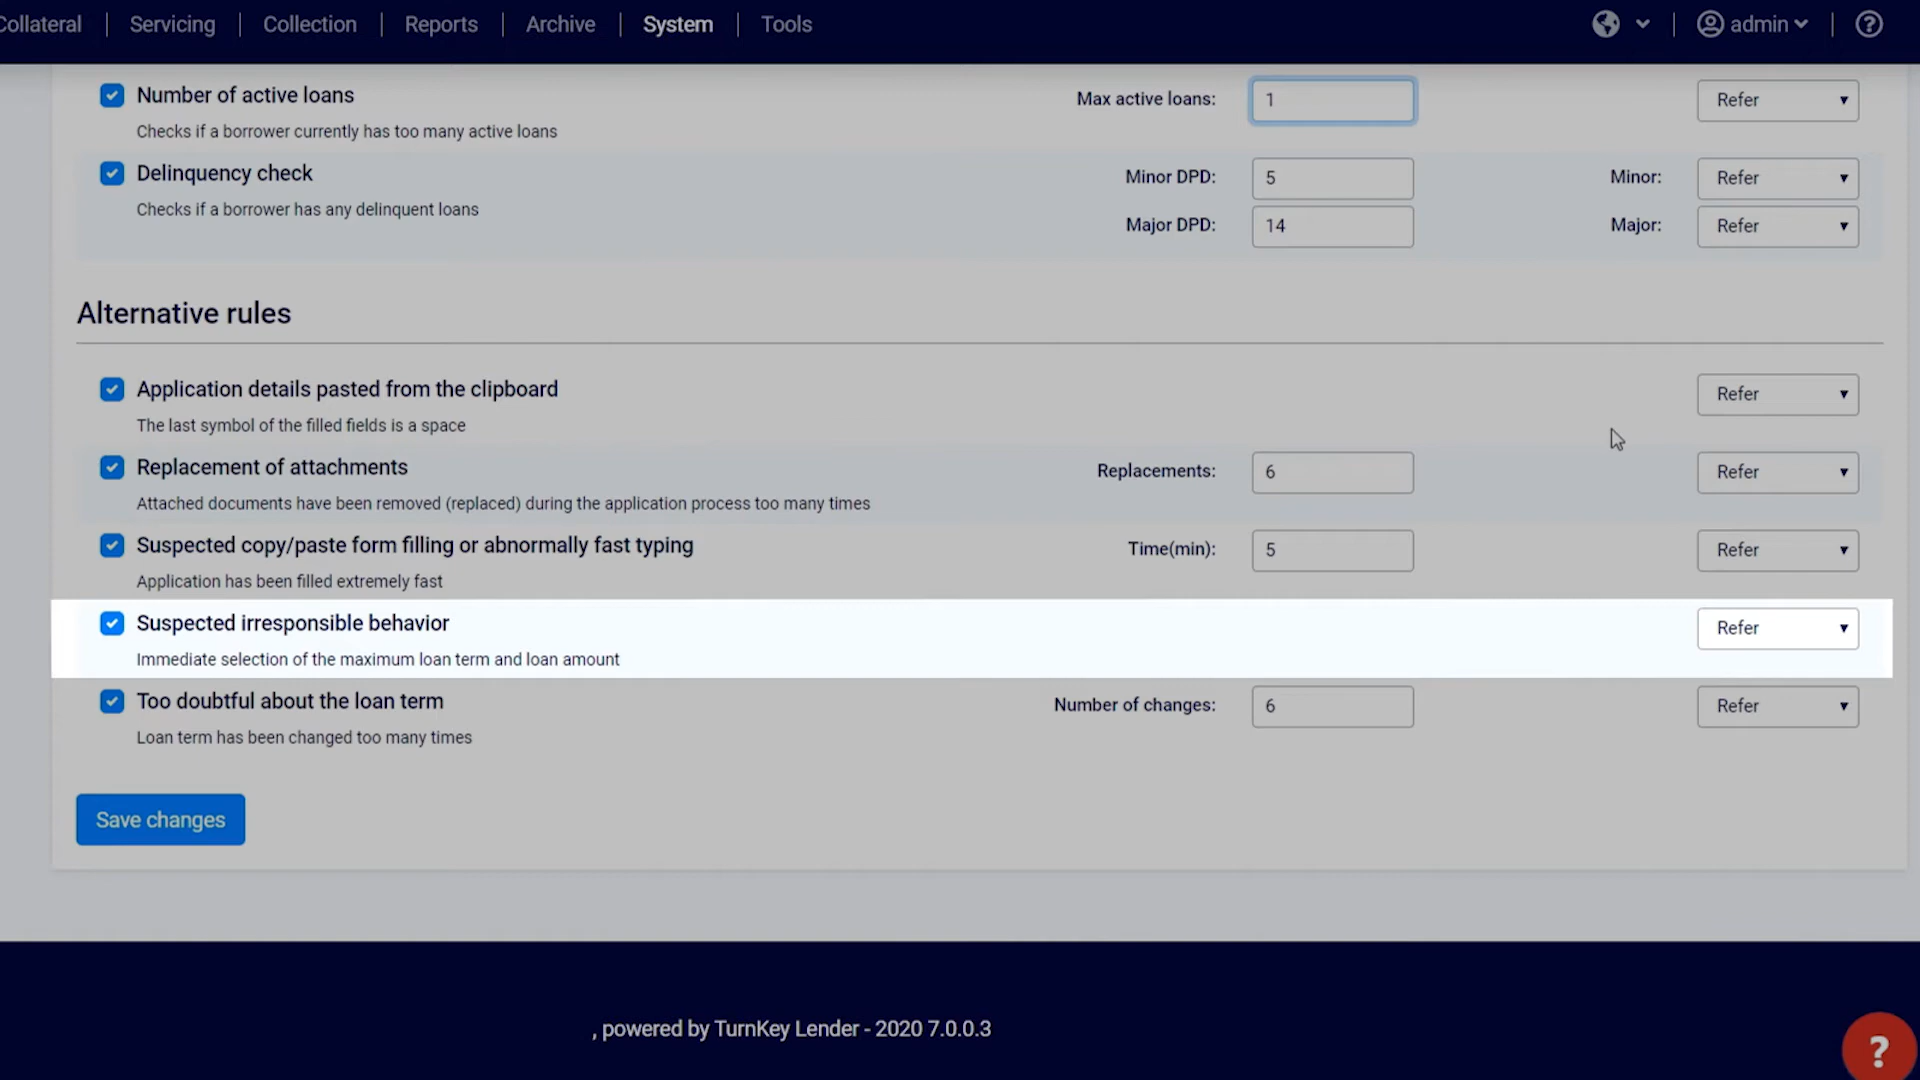 Collateral | Servicing | Collection | Reports | Archive | System | Tools admin ?
Number of active loans Max active loans: 1 Refer
Checks if a borrower currently has too many active loans
Delinquency check Minor DPD: 5 Minor: Refer
Checks if a borrower has any delinquent loans
Major DPD: 14 Major: Refer
Alternative rules
Application details pasted from the clipboard Refer
The last symbol of the filled fields is a space
Replacement of attachments Replacements: 6 Refer
Attached documents have been removed (replaced) during the application process too many times
Suspected copy/paste form filling or abnormally fast typing Time(min): 5 Refer
Application has been filled extremely fast
Suspected irresponsible behavior Refer
Immediate selection of the maximum loan term and loan amount
Too doubtful about the loan term Number of changes: 6 Refer
Loan term has been changed too many times
Save changes
, powered by TurnKey Lender - 2020 7.0.0.3
?